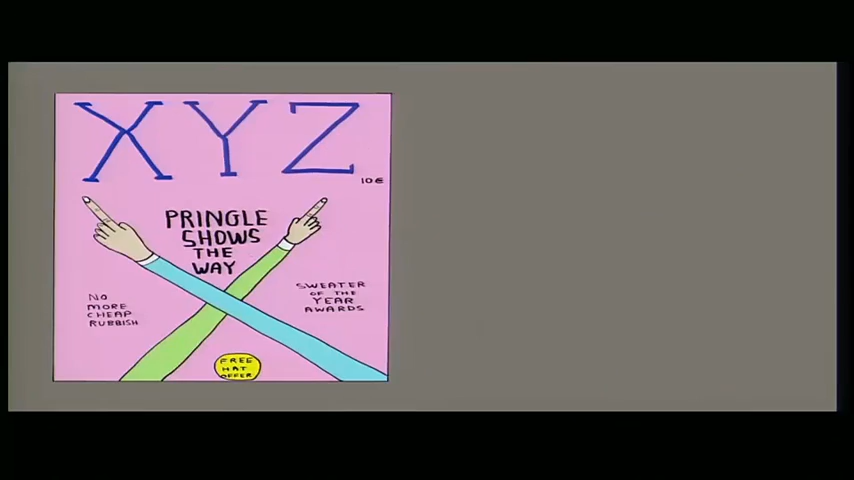 XYZ
10€
PRINGLE
SHOWS
THE
WAY
NO
MORE
CHEAP
RUBBISH
SWEATER
OF THE
YEAR
AWARDS
FREE
HAT
OFFER